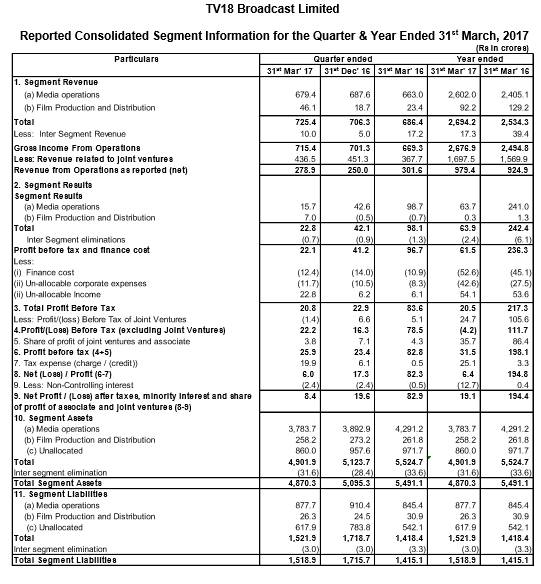 TV18 Broadcast Limited
Reported Consolidated Segment Information for the Quarter & Year Ended 31st March, 2017
(Rs in crores)
Particulars Quarter ended Year ended
31st Mar' 17 31st Dec' 16 31st Mar' 16 31st Mar' 17 31st Mar' 16
1. Segment Revenue
(a) Media operations 679.4 687.6 663.0 2,602.0 2,405.1
(b) Film Production and Distribution 46.1 18.7 23.4 92.2 129.2
Total 725.4 706.3 686.4 2,694.2 2,534.3
Less: Inter Segment Revenue 10.0 5.0 17.2 17.3 39.4
Gross Income From Operations 715.4 701.3 669.3 2,676.9 2,494.8
Less: Revenue related to joint ventures 436.5 451.3 367.7 1,697.5 1,569.9
Revenue from Operations as reported (net) 278.9 250.0 301.6 979.4 924.9
2. Segment Results
Segment Results
(a) Media operations 15.7 42.6 98.7 63.7 241.0
(b) Film Production and Distribution 7.0 (0.5) (0.7) 0.3 1.3
Total 22.8 42.1 98.1 63.9 242.4
Inter Segment eliminations (0.7) (0.9) (1.3) (2.4) (6.1)
Profit before tax and finance cost 22.1 41.2 96.7 61.5 236.3
Less:
(i) Finance cost (12.4) (14.0) (10.9) (52.6) (45.1)
(ii) Un-allocable corporate expenses (11.7) (10.5) (8.3) (42.6) (27.5)
(ii) Un-allocable Income 22.8 6.2 6.1 54.1 53.6
3. Total Profit Before Tax 20.8 22.9 83.6 20.5 217.3
Less: Profit/(loss) Before Tax of Joint Ventures (1.4) 6.6 5.1 24.7 105.6
4.Profit/(Loss) Before Tax (excluding Joint Ventures) 22.2 16.3 78.5 (4.2) 111.7
5. Share of profit of joint ventures and associate 3.8 7.1 4.3 35.7 86.4
6. Profit before tax (4+5) 25.9 23.4 82.8 31.5 198.1
7. Tax expense (charge / (credit)) 19.9 6.1 0.5 25.1 3.3
8. Net (Loss) / Profit (6-7) 6.0 17.3 82.3 6.4 194.8
9. Less: Non-Controlling interest (2.4) (2.4) (0.5) (12.7) 0.4
9. Net Profit / (Loss) after taxes, minority interest and share 8.4 19.6 82.9 19.1 194.4
of profit of associate and joint ventures (8-9)
10. Segment Assets
(a) Media operations 3,783.7 3,892.9 4,291.2 3,783.7 4,291.2
(b) Film Production and Distribution 258.2 273.2 261.8 258.2 261.8
(c) Unallocated 860.0 957.6 971.7 860.0 971.7
Total 4,901.9 5,123.7 5,524.7 4,901.9 5,524.7
Inter segment elimination (31.6) (28.4) (33.6) (31.6) (33.6)
Total Segment Assets 4,870.3 5,095.3 5,491.1 4,870.3 5,491.1
11. Segment Liabilities
(a) Media operations 877.7 910.4 845.4 877.7 845.4
(b) Film Production and Distribution 26.3 24.5 30.9 26.3 30.9
(c) Unallocated 617.9 783.8 542.1 617.9 542.1
Total 1,521.9 1,718.7 1,418.4 1,521.9 1,418.4
Inter segment elimination (3.0) (3.0) (3.3) (3.0) (3.3)
Total Segment Liabilities 1,518.9 1,715.7 1,415.1 1,518.9 1,415.1